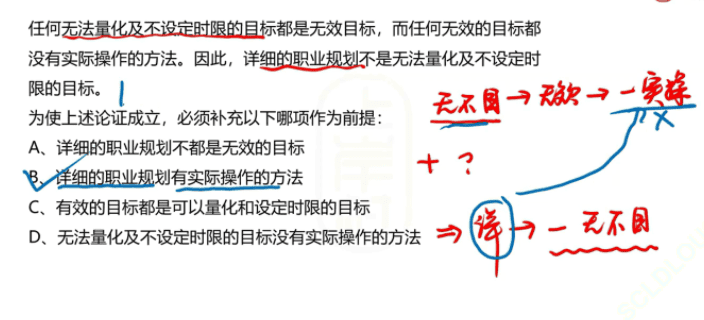 任何无法量化及不设定时限的目标都是无效目标，而任何无效的目标都
没有实际操作的方法。因此，详细的职业规划不是无法量化及不设定时
限的目标。
为使上述论证成立，必须补充以下哪项作为前提：
A、详细的职业规划不都是无效的目标
B、详细的职业规划有实际操作的方法
C、有效的目标都是可以量化和设定时限的目标
D、无法量化及不设定时限的目标没有实际操作的方法
无不目→无效→一实际
+ ?
⇒ 详→一无不目